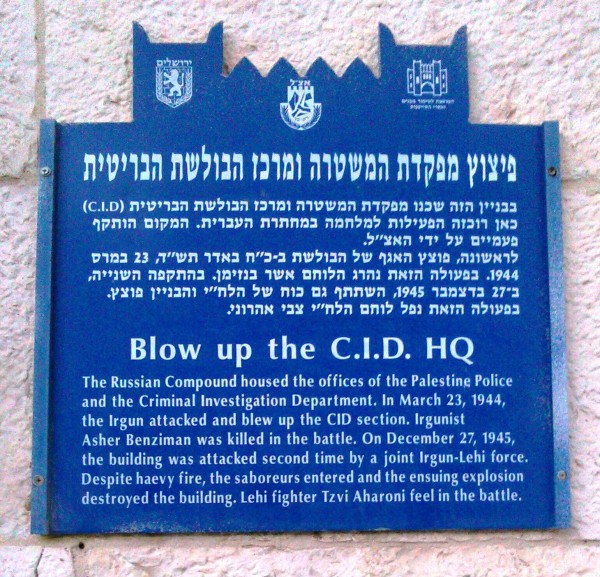 ירושלים
אצ"ל
פיצוץ מפקדת המשטרה ומרכז הבולשת הבריטית
בבניין הזה שכנו מפקדת המשטרה ומרכז הבולשת הבריטית (C.I.D)
כאן רוכזה הפעילות למלחמה במחתרת העברית. המקום הותקף
פעמיים על ידי האצ״ל.
לראשונה, פוצץ האגף של הבולשת ב-כ״ח באדר תש״ד, 23 במרס
1944. בפעולה הזאת נהרג הלוחם אשר בנזימן. בהתקפה השנייה,
ב-27 בדצמבר 1945, השתתף גם כוח של הלח״י והבניין פוצץ.
בפעולה הזאת נפל לוחם הלח״י צבי אהרוני.
Blow up the C.I.D. HQ
The Russian Compound housed the offices of the Palestine Police
and the Criminal Investigation Department. In March 23, 1944,
the Irgun attacked and blew up the CID section. Irgunist
Asher Benziman was killed in the battle. On December 27, 1945,
the building was attacked second time by a joint Irgun-Lehi force.
Despite haevy fire, the saboreurs entered and the ensuing explosion
destroyed the building. Lehi fighter Tzvi Aharoni feel in the battle.